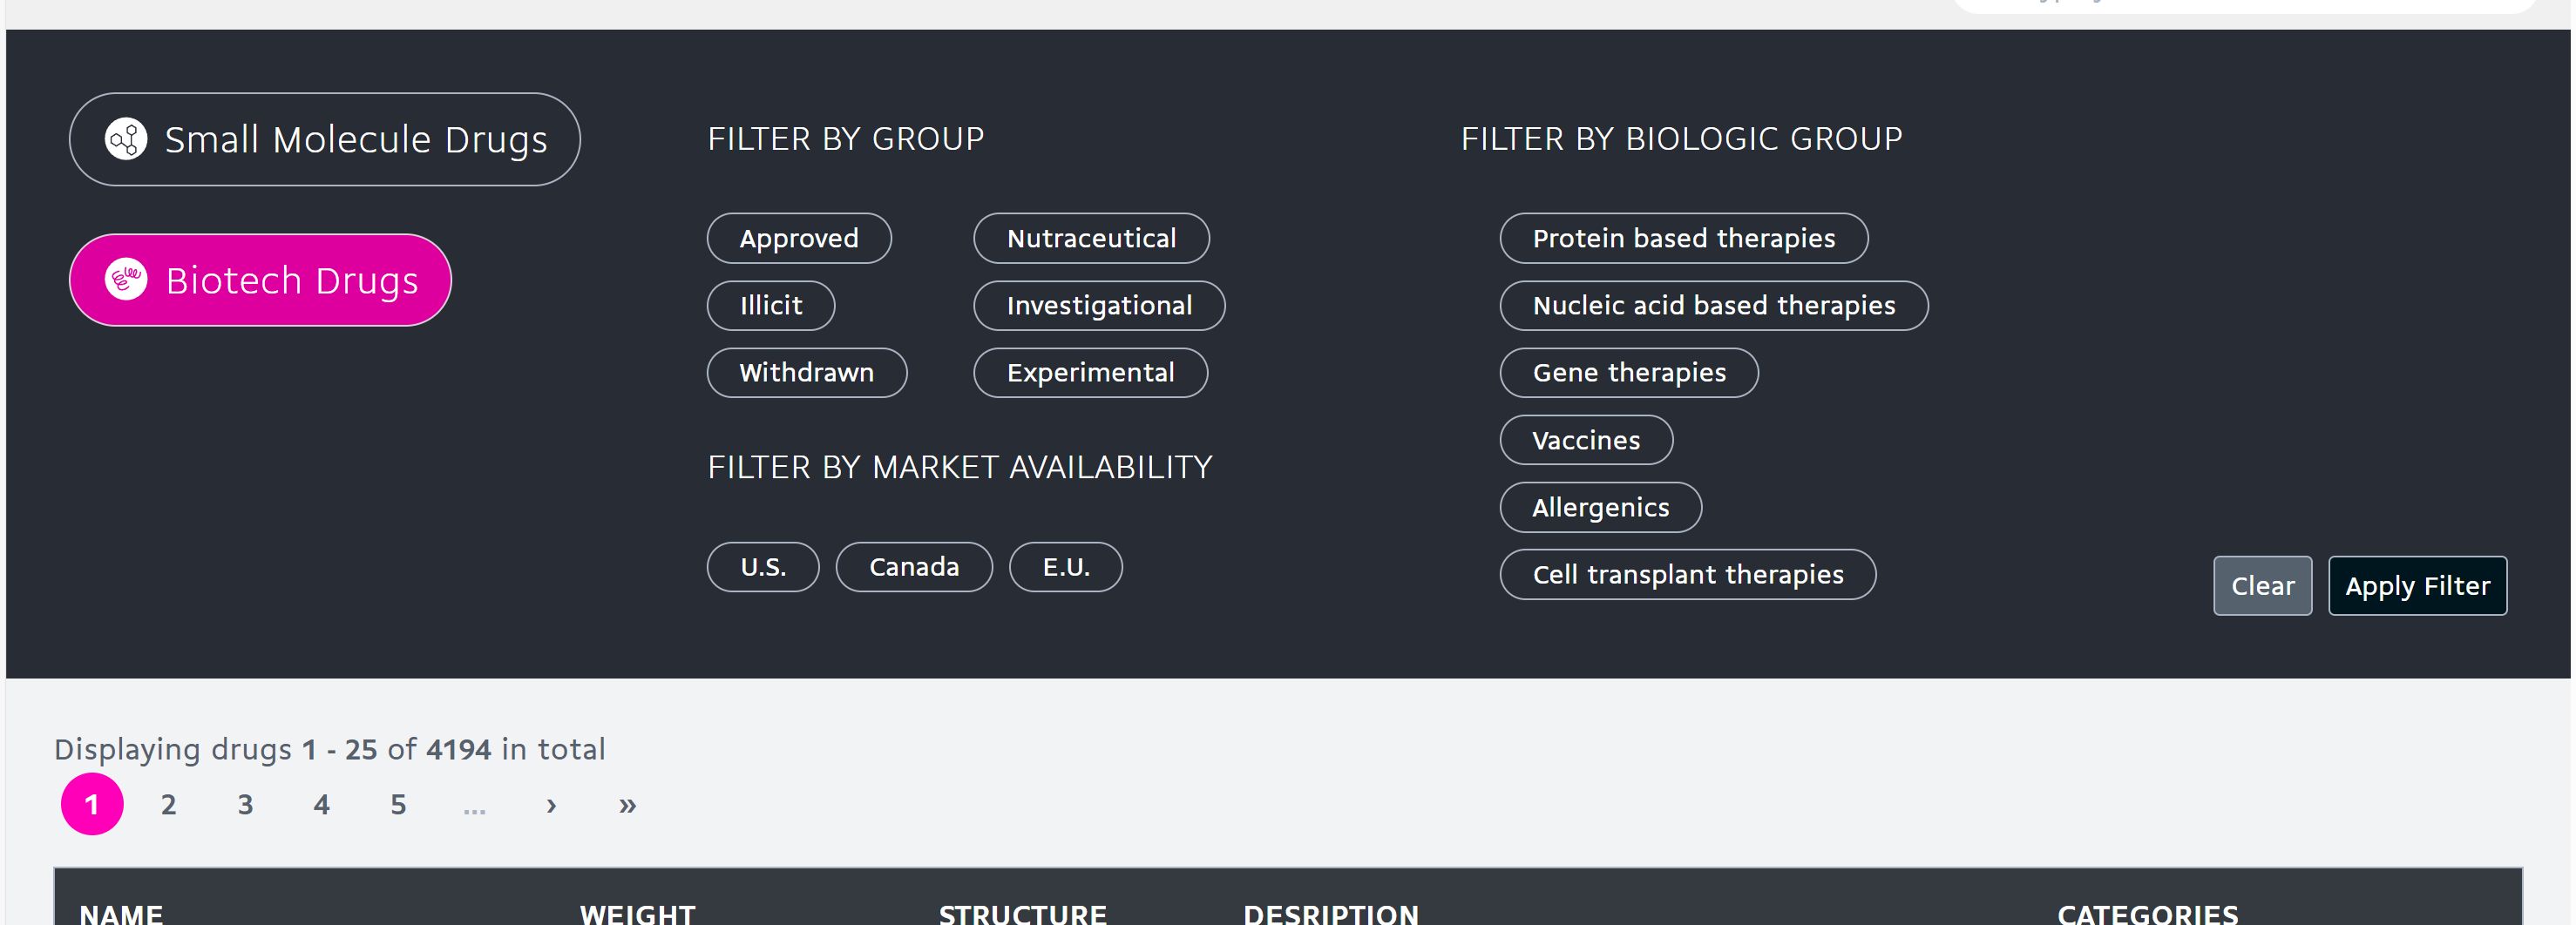 Small Molecule Drugs
Biotech Drugs
FILTER BY GROUP
Approved
Nutraceutical
Illicit
Investigational
Withdrawn
Experimental
FILTER BY MARKET AVAILABILITY
U.S.
Canada
E.U.
FILTER BY BIOLOGIC GROUP
Protein based therapies
Nucleic acid based therapies
Gene therapies
Vaccines
Allergenics
Cell transplant therapies
Clear
Apply Filter
Displaying drugs 1 - 25 of 4194 in total
1 2 3 4 5 ... › »
NAME WEIGHT STRUCTURE DESRIPTION CATEGORIES